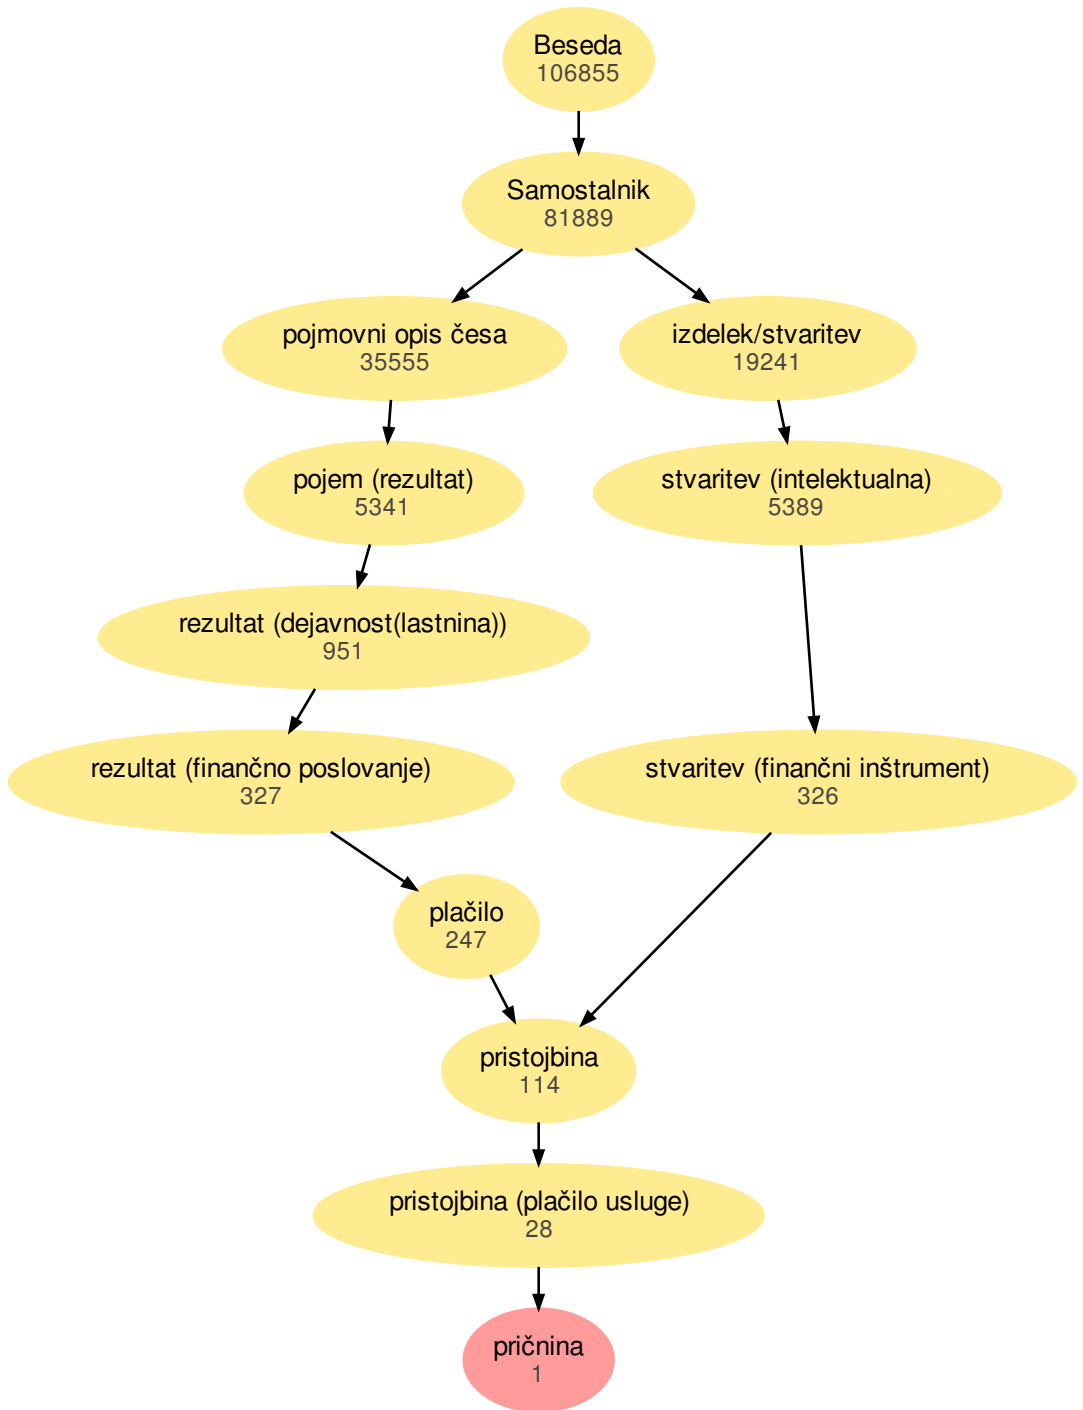 Beseda
106855
Samostalnik
81889
pojmovni opis česa
35555
izdelek/stvaritev
19241
pojem (rezultat)
5341
stvaritev (intelektualna)
5389
rezultat (dejavnost(lastnina))
951
rezultat (finančno poslovanje)
327
stvaritev (finančni inštrument)
326
plačilo
247
pristojbina
114
pristojbina (plačilo usluge)
28
pričnina
1